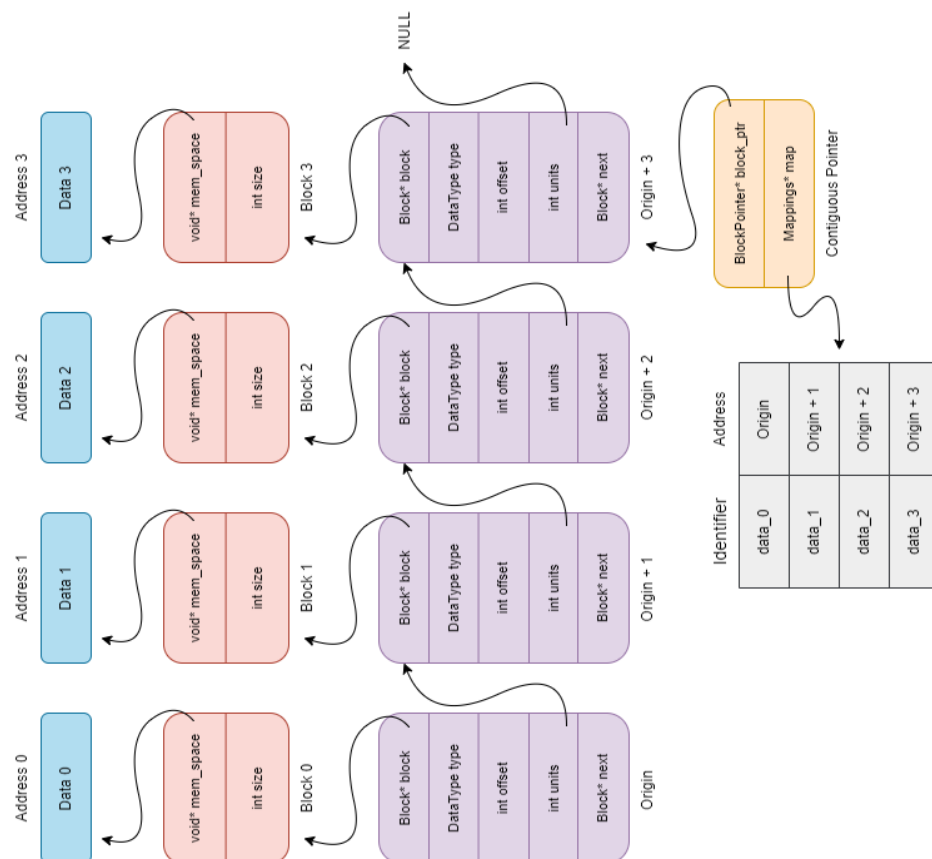 Address 0
Address 1
Address 2
Address 3
Data 0
Data 1
Data 2
Data 3
void* mem_space
int size
void* mem_space
int size
void* mem_space
int size
void* mem_space
int size
Block 0
Block 1
Block 2
Block 3
NULL
Block* block
DataType type
int offset
int units
Block* next
Block* block
DataType type
int offset
int units
Block* next
Block* block
DataType type
int offset
int units
Block* next
Block* block
DataType type
int offset
int units
Block* next
Origin
Origin + 1
Origin + 2
Origin + 3
Identifier
Address
data_0
Origin
data_1
Origin + 1
data_2
Origin + 2
data_3
Origin + 3
BlockPointer* block_ptr
Mappings* map
Contiguous Pointer